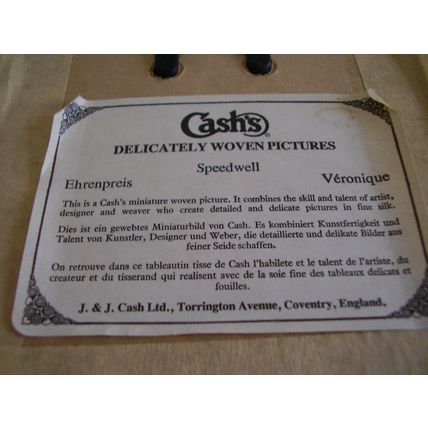 Cash's®
DELICATELY WOVEN PICTURES
Speedwell
Ehrenpreis Véronique
This is a Cash's miniature woven picture. It combines the skill and talent of artist,
designer and weaver who create detailed and delicate pictures in fine silk.
Dies ist ein gewebtes Miniaturbild von Cash. Es kombiniert Kunstfertigkeit und
Talent von Kunstler, Designer und Weber, die detaillierte und delikate Bilder aus
feiner Seide schaffen.
On retrouve dans ce tableautin tisse de Cash l'habilete et le talent de l'artiste, du
createur et du tisserand qui realisent avec de la soie fine des tableaux delicats et
fouilles.
J. & J. Cash Ltd., Torrington Avenue, Coventry, England.